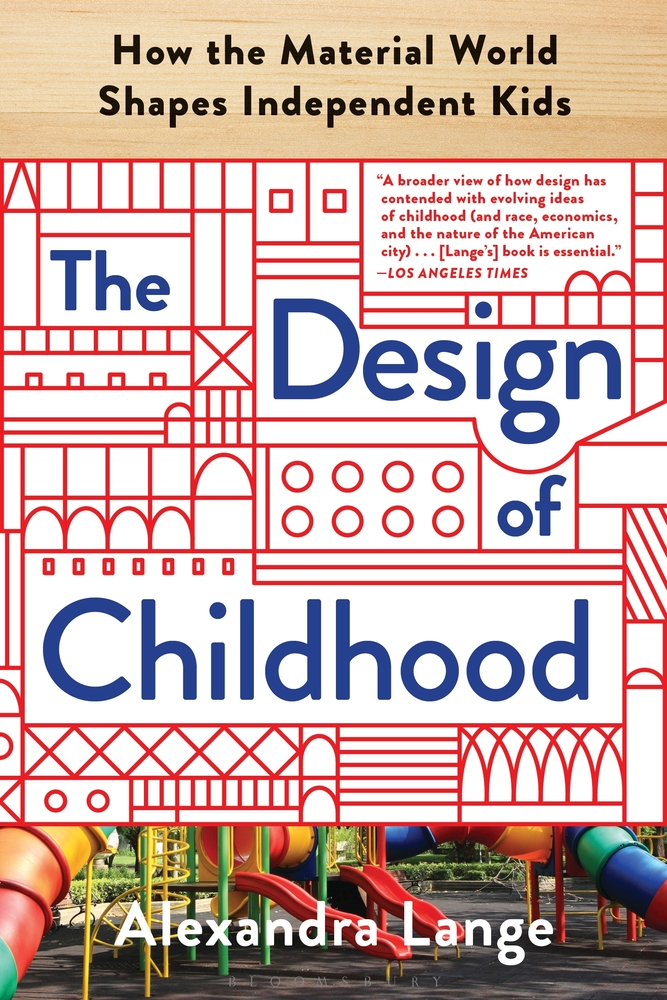 How the Material World
Shapes Independent Kids
“A broader view of how design has
contended with evolving ideas
of childhood (and race, economics,
and the nature of the American
city) . . . [Lange’s] book is essential.”
—LOS ANGELES TIMES
The
Design
of
Childhood
Alexandra Lange
BLOOMSBURY